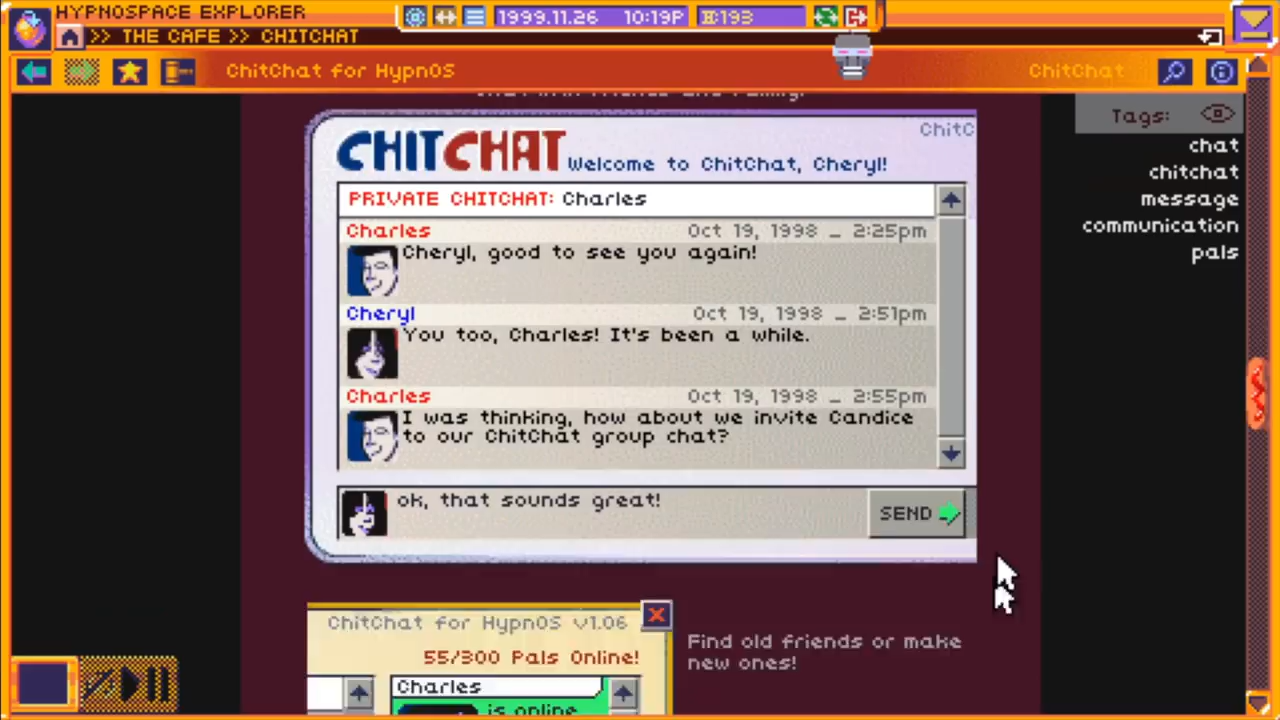 HYPNOSPACE EXPLORER
1999.11.26 10:19P 193
>> THE CAFE >> CHITCHAT
ChitChat for HypnOS
ChitChat
Tags:
chat
chitchat
message
communication
pals
ChitC
CHITCHAT Welcome to ChitChat, Cheryl!
PRIVATE CHITCHAT: Charles
Charles Oct 19, 1998 _ 2:25pm
Cheryl, good to see you again!
Cheryl Oct 19, 1998 _ 2:51pm
You too, Charles! It's been a while.
Charles Oct 19, 1998 _ 2:55pm
I was thinking, how about we invite Candice
to our ChitChat group chat?
ok, that sounds great!
SEND
ChitChat for HypnOS v1.06
55/300 Pals Online!
Charles
is online
Find old friends or make
new ones!